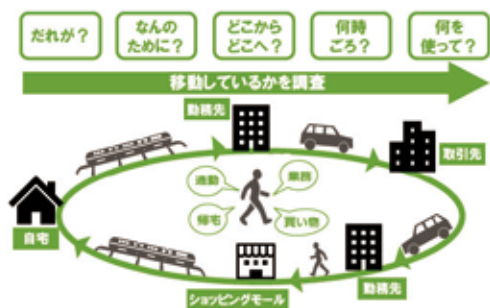 だれが？
なんの
ために？
どこから
どこへ？
何時
ごろ？
何を
使って？
移動しているかを調査
勤務先
取引先
通勤
業務
帰宅
買い物
自宅
勤務先
ショッピングモール